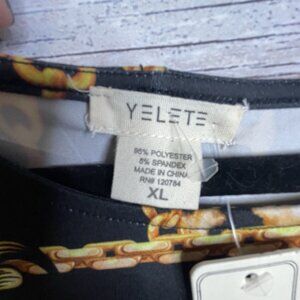 YELETE
95% POLYESTER
5% SPANDEX
MADE IN CHINA
RN# 120784
XL